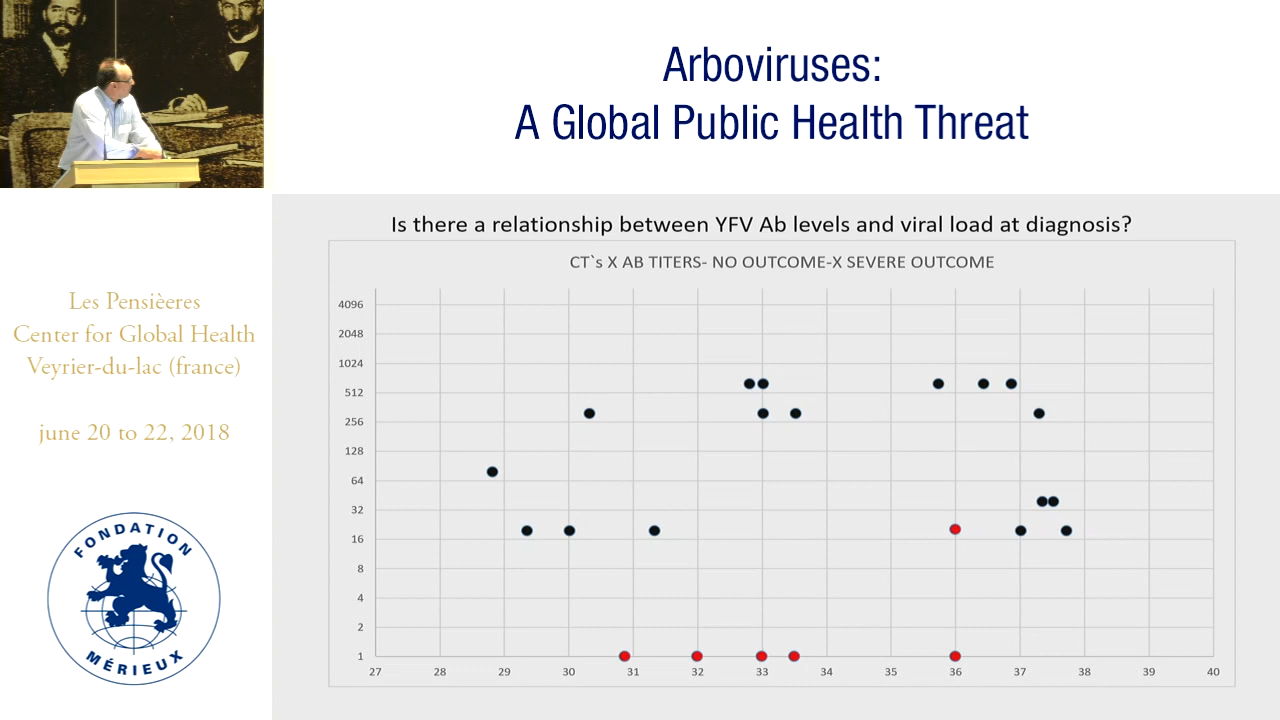 Arboviruses:
A Global Public Health Threat
Les Pensièeres
Center for Global Health
Veyrier-du-lac (france)
june 20 to 22, 2018
FONDATION
MÉRIEUX
Is there a relationship between YFV Ab levels and viral load at diagnosis?
CT`s X AB TITERS- NO OUTCOME-X SEVERE OUTCOME
4096
2048
1024
512
256
128
64
32
16
8
4
2
1
27 28 29 30 31 32 33 34 35 36 37 38 39 40